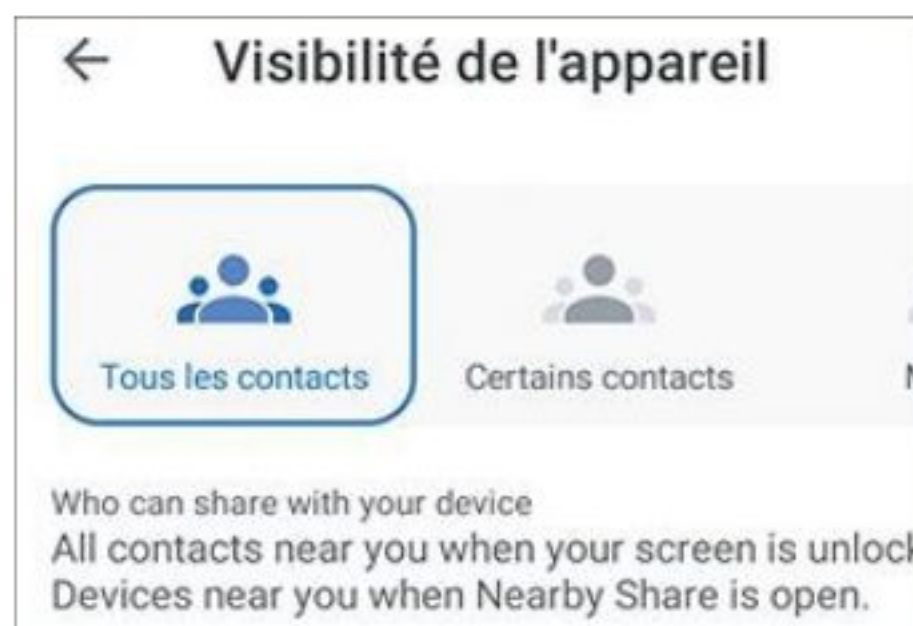 Visibilité de l'appareil
Tous les contacts
Certains contacts
Who can share with your device
All contacts near you when your screen is
Devices near you when Nearby Share is open.